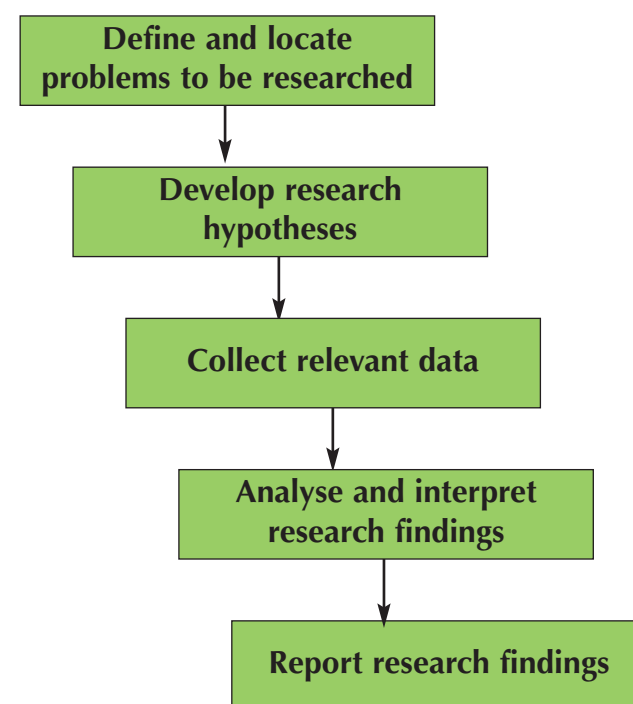 Define and locate
problems to be researched
Develop research
hypotheses
Collect relevant data
Analyse and interpret
research findings
Report research findings